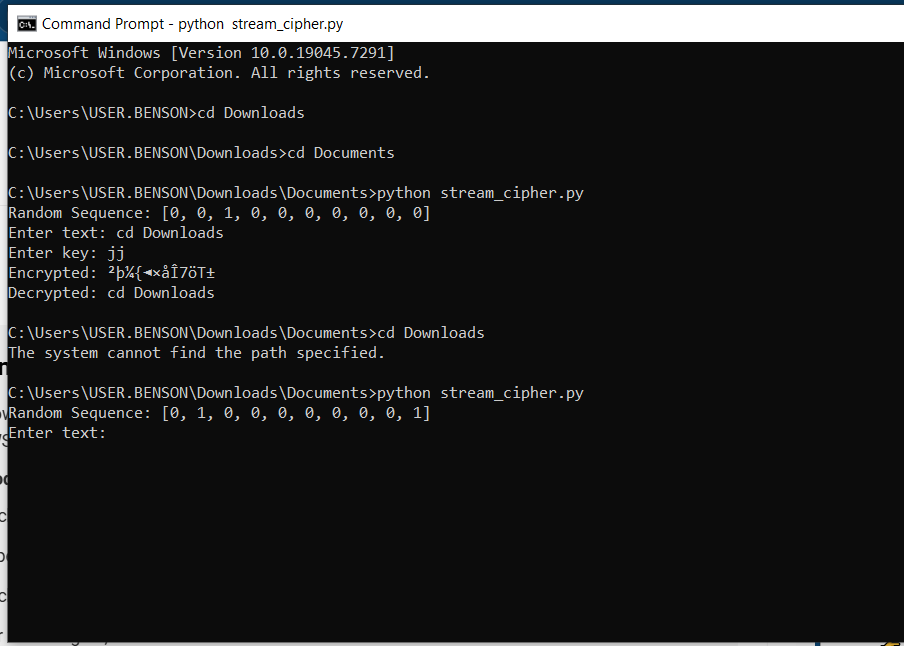 Command Prompt - python  stream_cipher.py
Microsoft Windows [Version 10.0.19045.7291]
(c) Microsoft Corporation. All rights reserved.
C:\Users\USER.BENSON>cd Downloads
C:\Users\USER.BENSON\Downloads>cd Documents
C:\Users\USER.BENSON\Downloads\Documents>python stream_cipher.py
Random Sequence: [0, 0, 1, 0, 0, 0, 0, 0, 0, 0]
Enter text: cd Downloads
Enter key: jj
Encrypted: ²þ¼{◄×åÎ7öT±
Decrypted: cd Downloads
C:\Users\USER.BENSON\Downloads\Documents>cd Downloads
The system cannot find the path specified.
C:\Users\USER.BENSON\Downloads\Documents>python stream_cipher.py
Random Sequence: [0, 1, 0, 0, 0, 0, 0, 0, 0, 1]
Enter text: